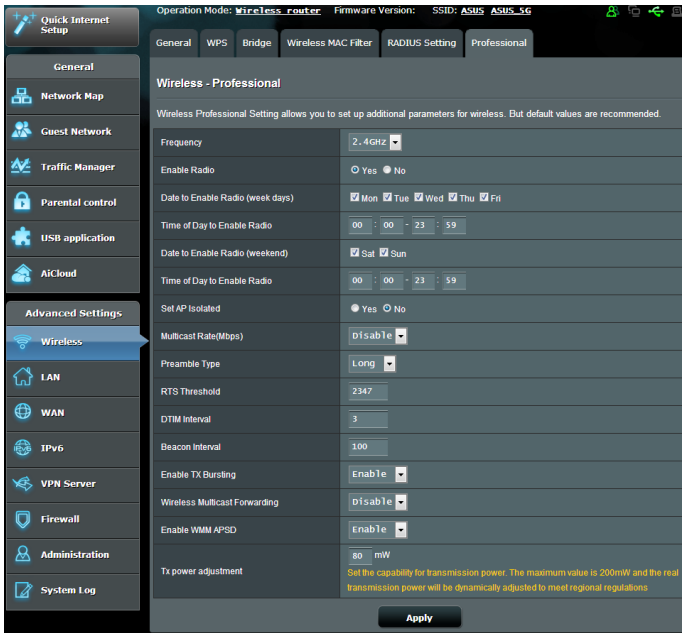 Operation Mode: Wireless router Firmware Version: SSID: ASUS ASUS_5G
Quick Internet
Setup
General
Network Map
Guest Network
Traffic Manager
Parental control
USB application
AiCloud
Advanced Settings
Wireless
LAN
WAN
IPv6
IPv6
VPN Server
Firewall
Administration
System Log
General WPS Bridge Wireless MAC Filter RADIUS Setting Professional
Wireless - Professional
Wireless Professional Setting allows you to set up additional parameters for wireless. But default values are recommended.
Frequency 2.4GHz
Enable Radio Yes No
Date to Enable Radio (week days) Mon Tue Wed Thu Fri
Time of Day to Enable Radio 00 : 00 - 23 : 59
Date to Enable Radio (weekend) Sat Sun
Time of Day to Enable Radio 00 : 00 - 23 : 59
Set AP Isolated Yes No
Multicast Rate(Mbps) Disable
Preamble Type Long
RTS Threshold 2347
DTIM Interval 3
Beacon Interval 100
Enable TX Bursting Enable
Wireless Multicast Forwarding Disable
Enable WMM APSD Enable
Tx power adjustment 80 mW
Set the capability for transmission power. The maximum value is 200mW and the real
transmission power will be dynamically adjusted to meet regional regulations
Apply